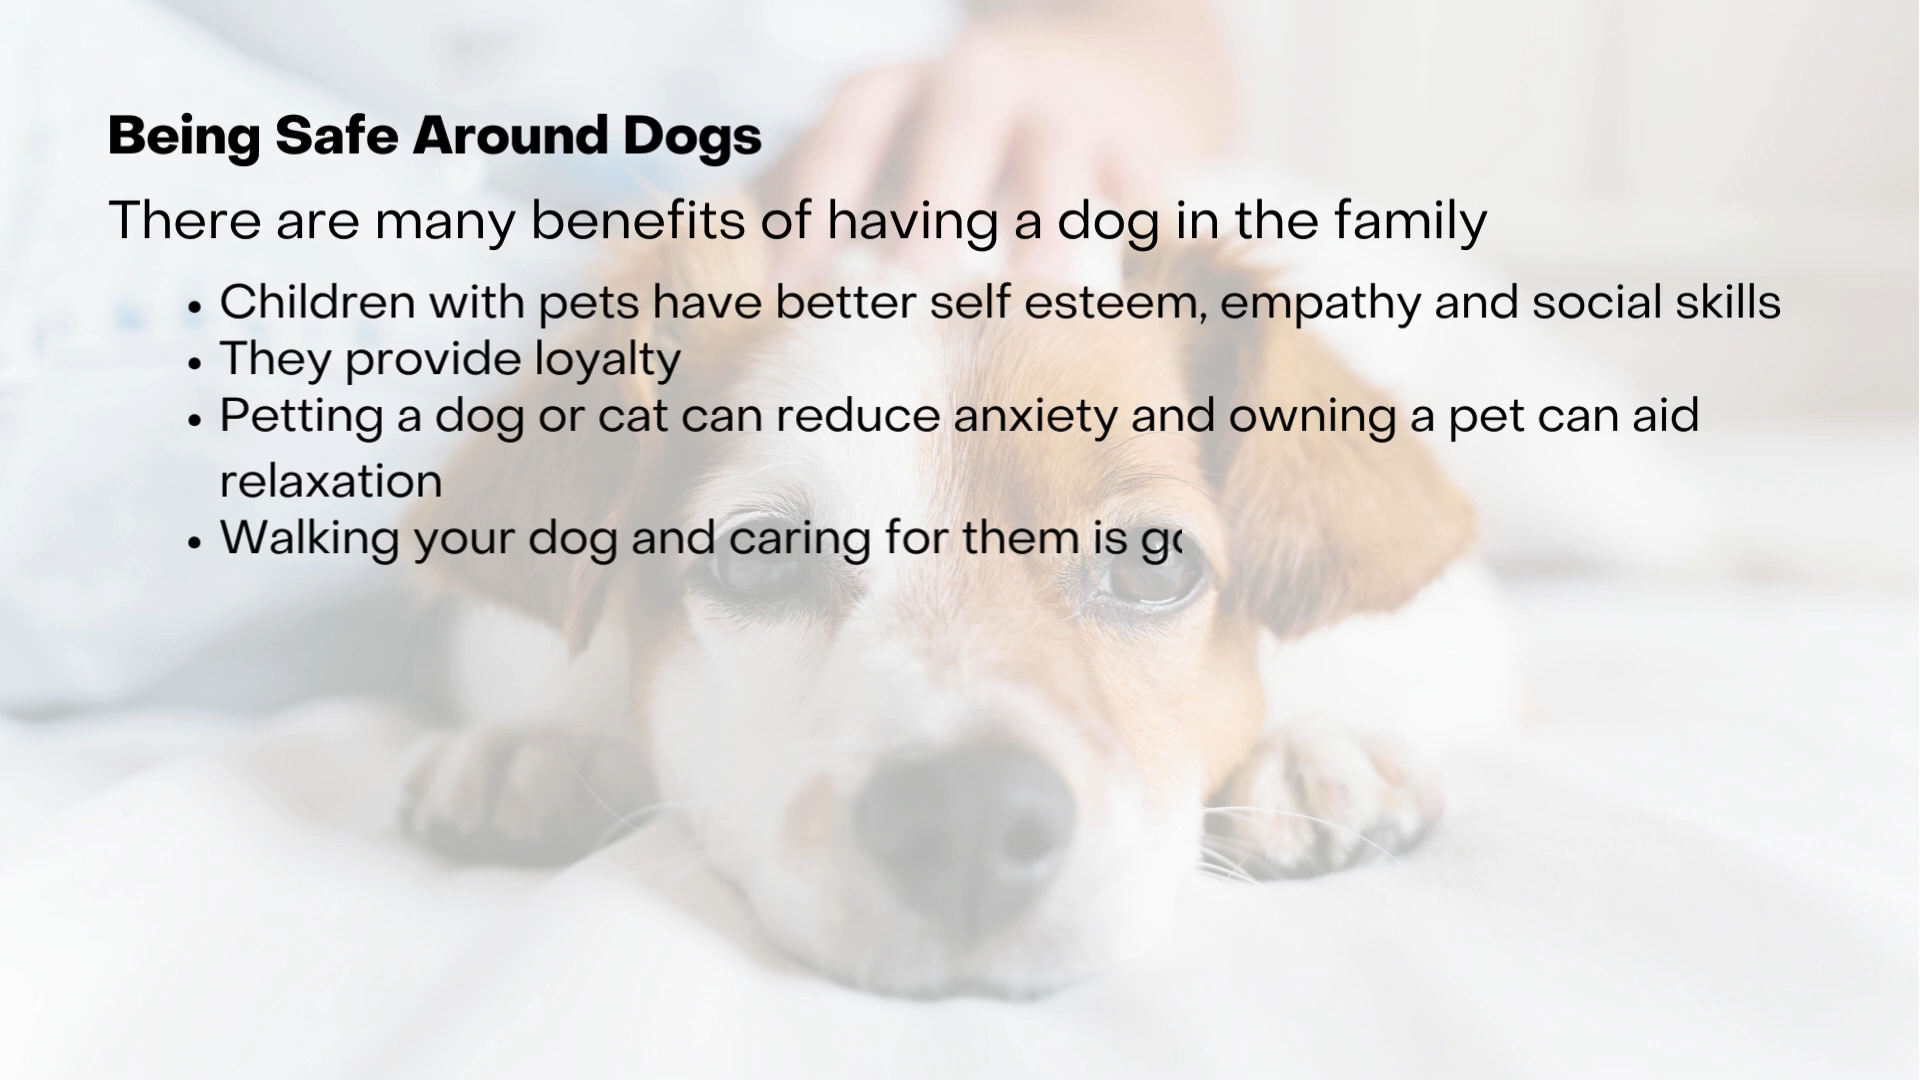 Being Safe Around Dogs
There are many benefits of having a dog in the family
• Children with pets have better self esteem, empathy and social skills
• They provide loyalty
• Petting a dog or cat can reduce anxiety and owning a pet can aid
relaxation
• Walking your dog and caring for them is